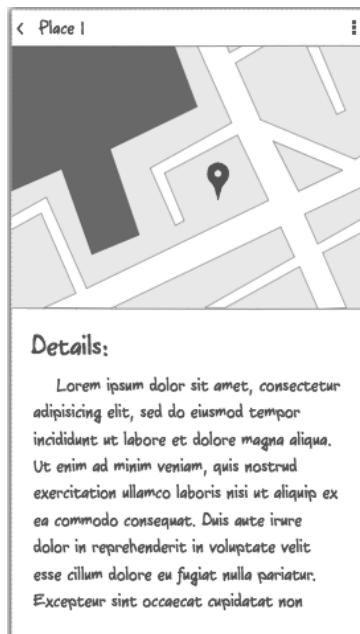 Place 1
Details:
Lorem ipsum dolor sit amet, consectetur
adipisicing elit, sed do eiusmod tempor
incididunt ut labore et dolore magna aliqua.
Ut enim ad minim veniam, quis nostrud
exercitation ullamco laboris nisi ut aliquip ex
ea commodo consequat. Duis aute irure
dolor in reprehenderit in voluptate velit
esse cillum dolore eu fugiat nulla pariatur.
Excepteur sint occaecat cupidatat non